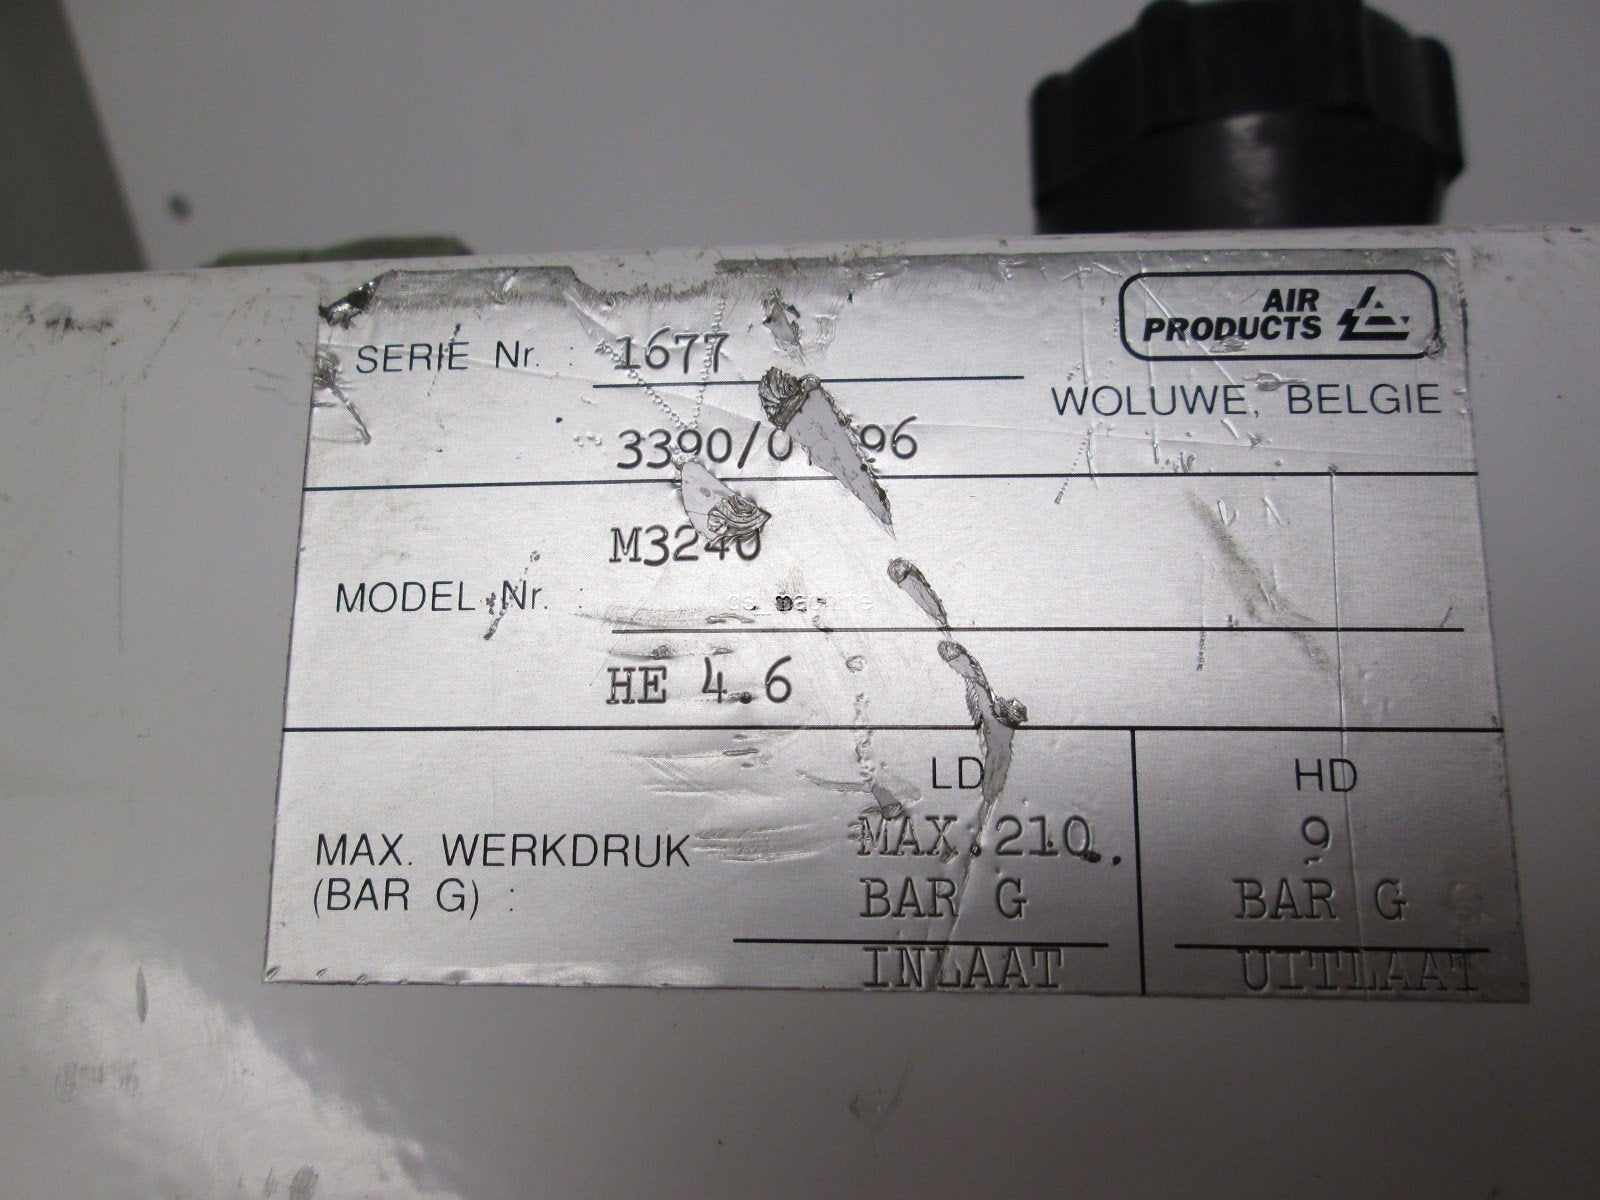 AIR
PRODUCTS
SERIE Nr. : 1677
WOLUWE, BELGIE
M3240
MODEL Nr. :
HE 4.6
LD HD
MAX. 210. 9
MAX. WERKDRUK
(BAR G) :
BAR G BAR G
INLAAT UITLAAT